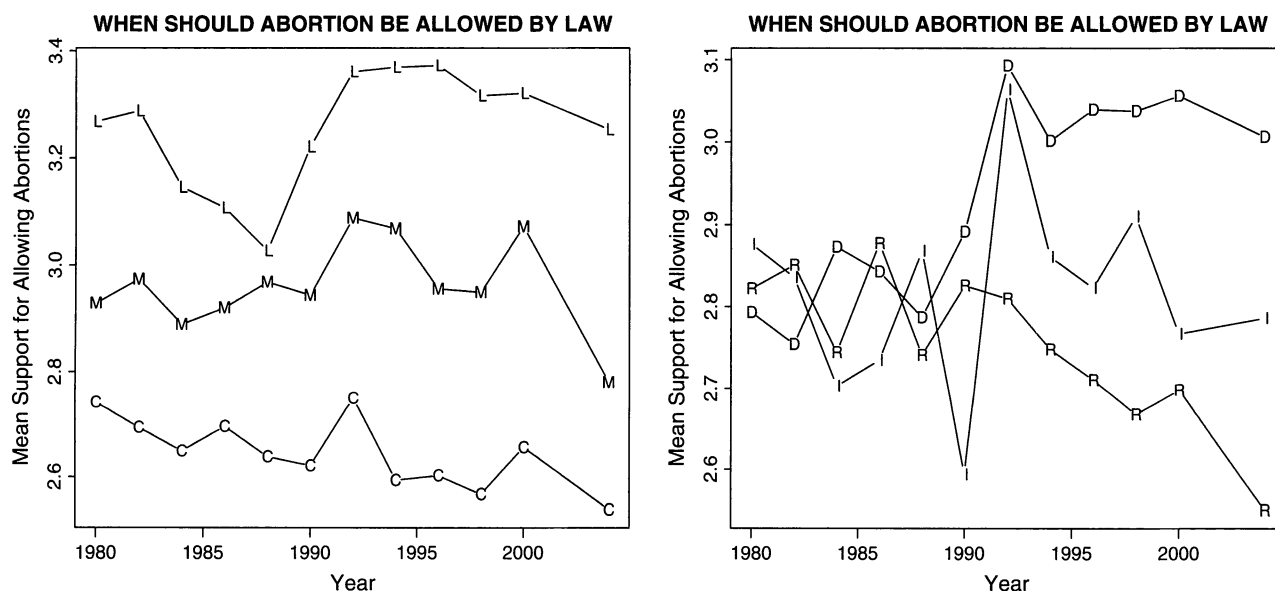 WHEN SHOULD ABORTION BE ALLOWED BY LAW
Mean Support for Allowing Abortions
3.4
3.2
3.0
2.8
2.6
L L L L L L L L L L L L
M M M M M M M M M M M M
C C C C C C C C C C C C
1980 1985 1990 1995 2000
Year
WHEN SHOULD ABORTION BE ALLOWED BY LAW
Mean Support for Allowing Abortions
3.1
3.0
2.9
2.8
2.7
2.6
D D D D D D D D D D D D
I I I I I I I I I I I I
R R R R R R R R R R R R
1980 1985 1990 1995 2000
Year